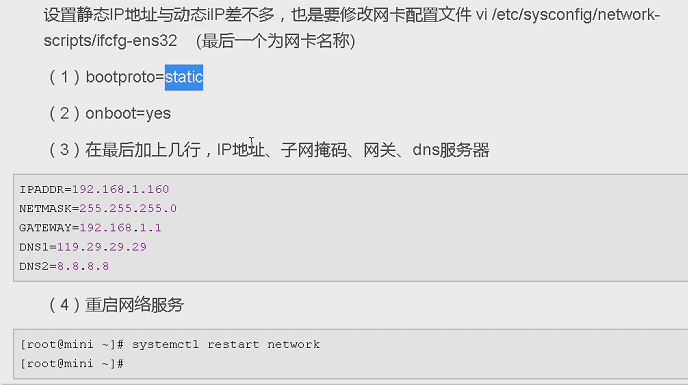 设置静态IP地址与动态iIP差不多，也是要修改网卡配置文件 vi /etc/sysconfig/network-
scripts/ifcfg-ens32 (最后一个为网卡名称)
（1）bootproto=static
（2）onboot=yes
（3）在最后加上几行，IP地址、子网掩码、网关、dns服务器
IPADDR=192.168.1.160
NETMASK=255.255.255.0
GATEWAY=192.168.1.1
DNS1=119.29.29.29
DNS2=8.8.8.8
（4）重启网络服务
[root@mini ~]# systemctl restart network
[root@mini ~]#